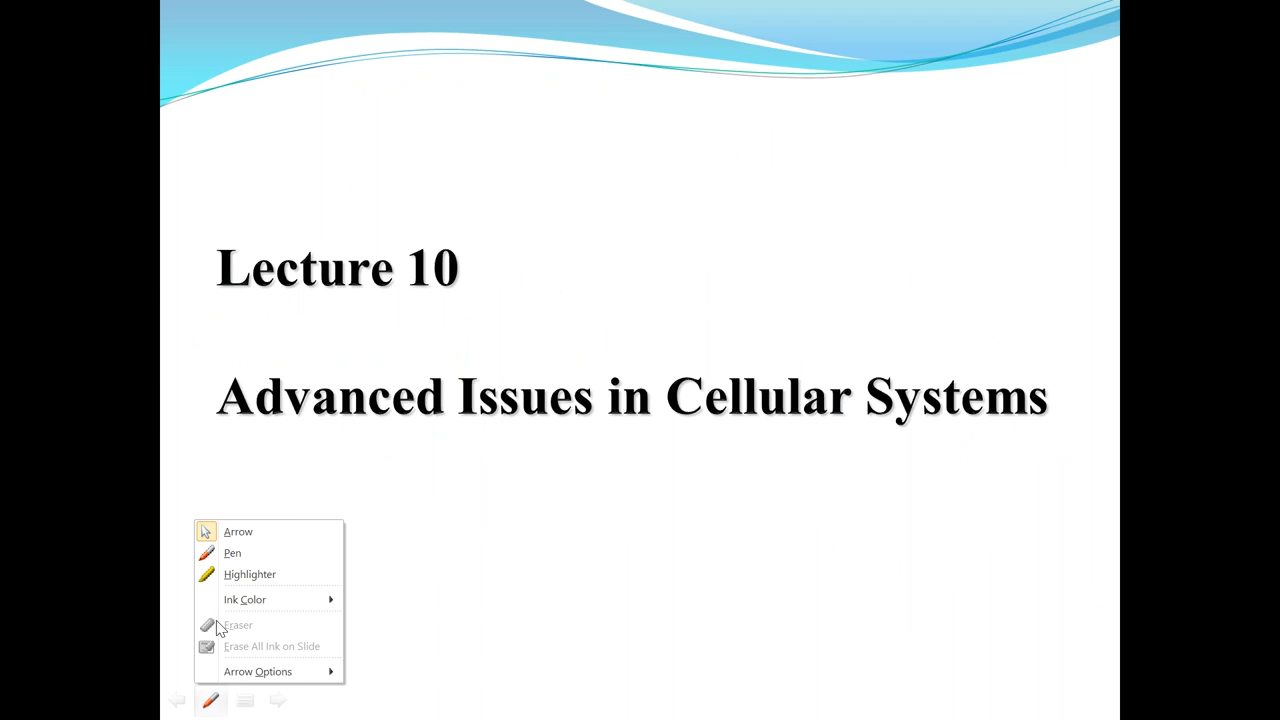 Lecture 10
Advanced Issues in Cellular Systems
Arrow
Pen
Highlighter
Ink Color
Eraser
Erase All Ink on Slide
Arrow Options